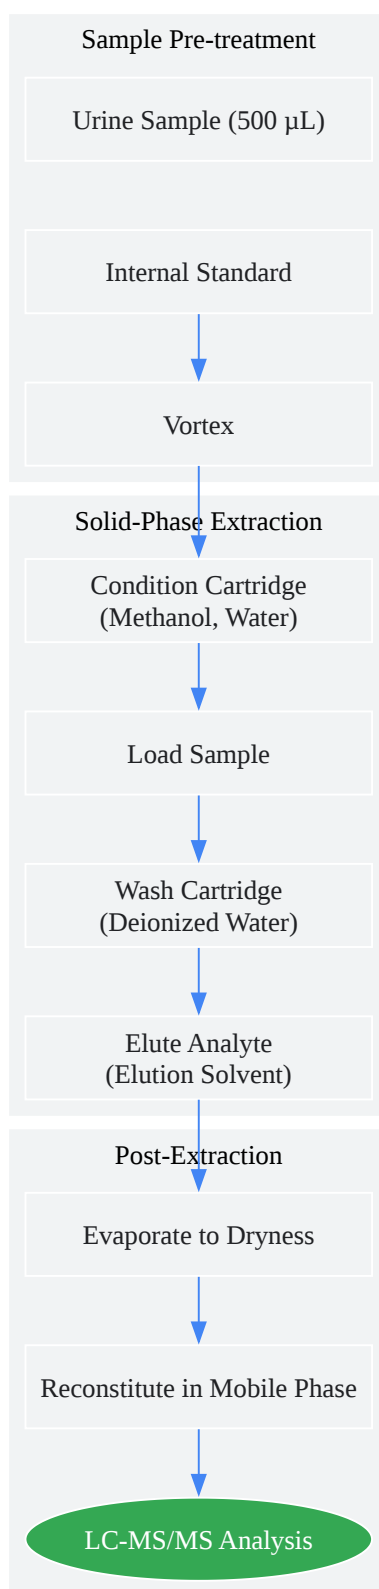 Sample Pre-treatment
Urine Sample (500 µL)
Internal Standard
Vortex
Solid-Phase Extraction
Condition Cartridge
(Methanol, Water)
Load Sample
Wash Cartridge
(Deionized Water)
Elute Analyte
(Elution Solvent)
Post-Extraction
Evaporate to Dryness
Reconstitute in Mobile Phase
LC-MS/MS Analysis